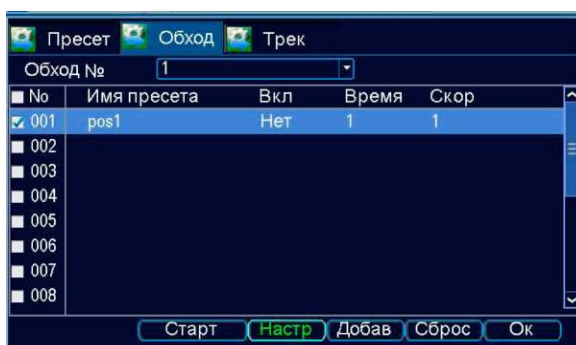 Пресет Обход Трек
Обход № 1
No Имя пресета Вкл Время Скор
001 pos1 Нет 1 1
002
003
004
005
006
007
008
Старт Настр Добав Сброс Ок